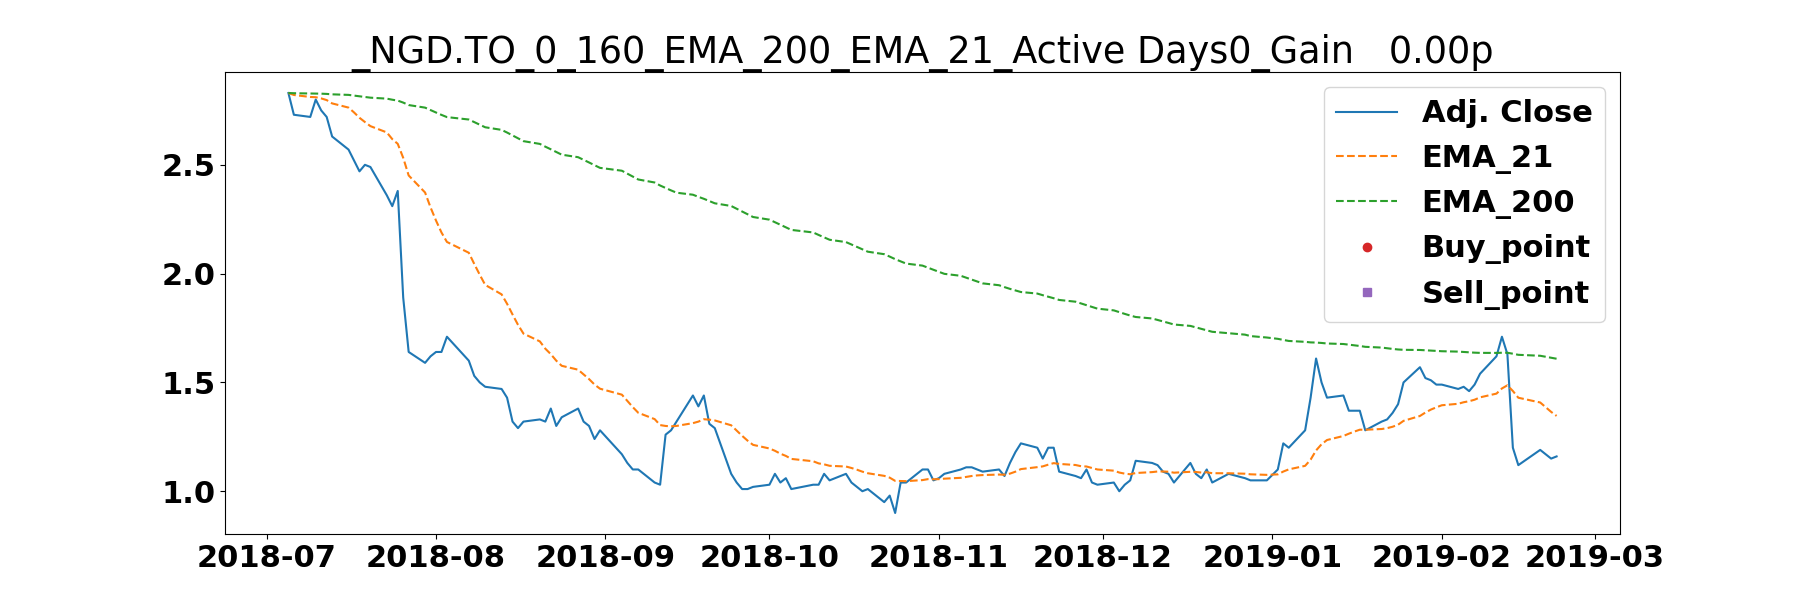 _NGD.TO_0_160_EMA_200_EMA_21_Active Days0_Gain   0.00p
Adj. Close
EMA_21
EMA_200
Buy_point
Sell_point
2.5
2.0
1.5
1.0
2018-07 2018-08 2018-09 2018-10 2018-11 2018-12 2019-01 2019-02 2019-03